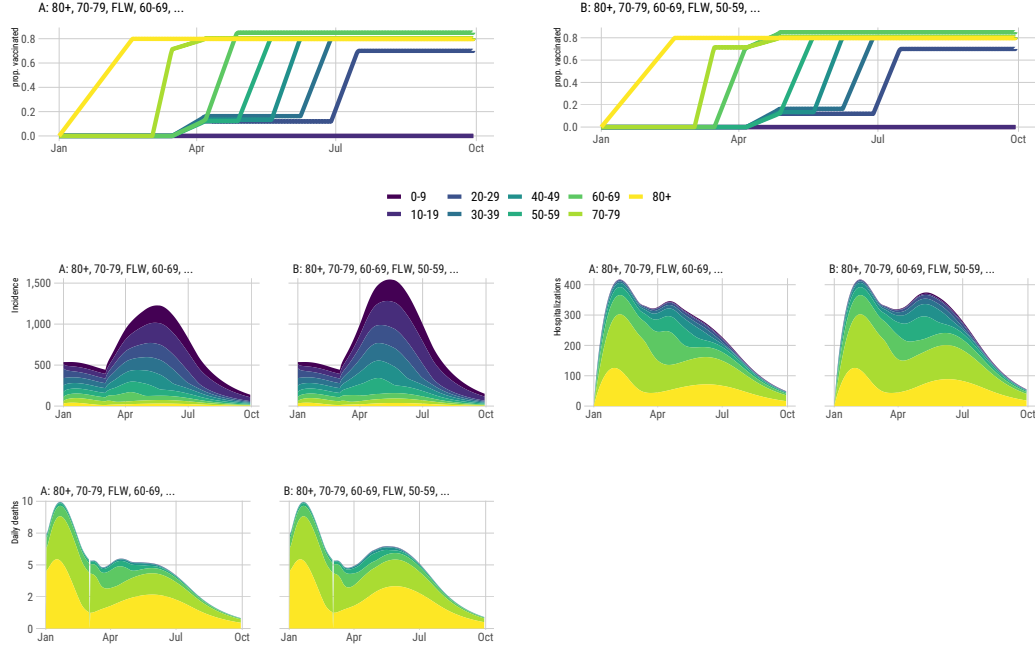 A: 80+, 70-79, FLW, 60-69, ...
prop. vaccinated
0.8
0.6
0.4
0.2
0.0
Jan
Apr
Jul
Oct
B: 80+, 70-79, 60-69, FLW, 50-59, ...
prop. vaccinated
0.8
0.6
0.4
0.2
0.0
Jan
Apr
Jul
Oct
0-9
20-29
40-49
60-69
80+
10-19
30-39
50-59
70-79
A: 80+, 70-79, FLW, 60-69, ...
Incidence
1,500
1,000
500
0
Jan
Apr
Jul
Oct
B: 80+, 70-79, 60-69, FLW, 50-59, ...
Jan
Apr
Jul
Oct
A: 80+, 70-79, FLW, 60-69, ...
Hospitalizations
400
300
200
100
0
Jan
Apr
Jul
Oct
B: 80+, 70-79, 60-69, FLW, 50-59, ...
Jan
Apr
Jul
Oct
A: 80+, 70-79, FLW, 60-69, ...
Daily deaths
10
8
5
2
0
Jan
Apr
Jul
Oct
B: 80+, 70-79, 60-69, FLW, 50-59, ...
Jan
Apr
Jul
Oct